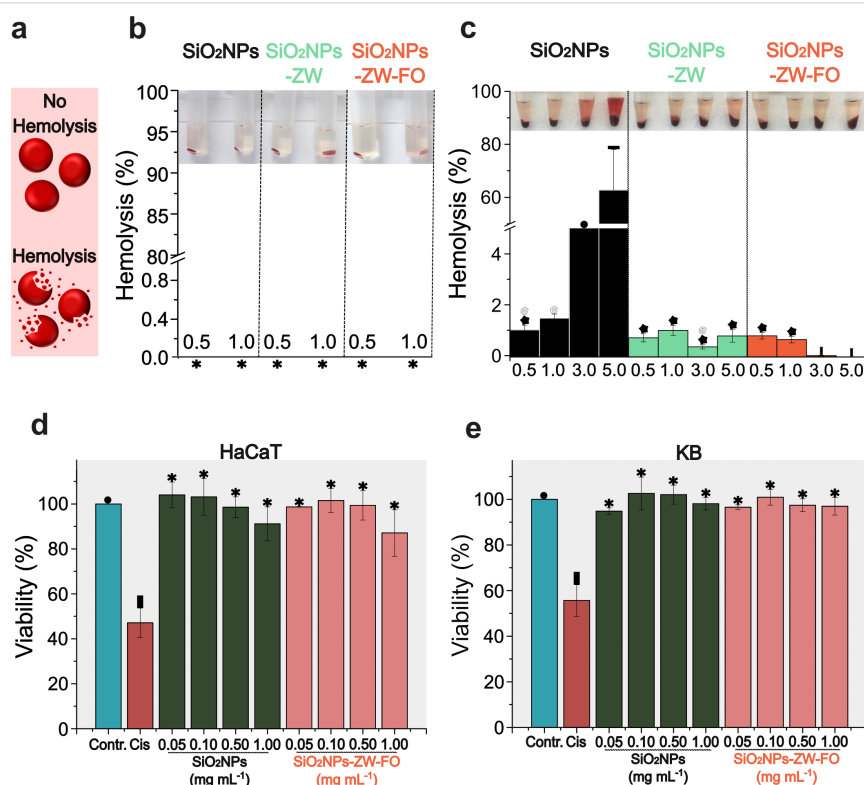 a
No
Hemolysis
Hemolysis
b
SiO₂NPs
SiO₂NPs
-ZW
SiO₂NPs
-ZW-FO
Hemolysis (%)
100
95
90
85
80
0.8
0.4
0.0
0.5 1.0 0.5 1.0 0.5 1.0
* * * * * *
c
SiO₂NPs
SiO₂NPs
-ZW
SiO₂NPs
-ZW-FO
Hemolysis (%)
100
80
60
4
2
0
@ @ @
0.5 1.0 3.0 5.0 0.5 1.0 3.0 5.0 0.5 1.0 3.0 5.0
d
HaCaT
Viability (%)
100
80
60
40
20
0
* * * * * * * *
Contr. Cis 0.05 0.10 0.50 1.00 0.05 0.10 0.50 1.00
SiO₂NPs SiO₂NPs-ZW-FO
(mg mL⁻¹) (mg mL⁻¹)
e
KB
Viability (%)
100
80
60
40
20
0
* * * * * * * *
Contr. Cis 0.05 0.10 0.50 1.00 0.05 0.10 0.50 1.00
SiO₂NPs SiO₂NPs-ZW-FO
(mg mL⁻¹) (mg mL⁻¹)